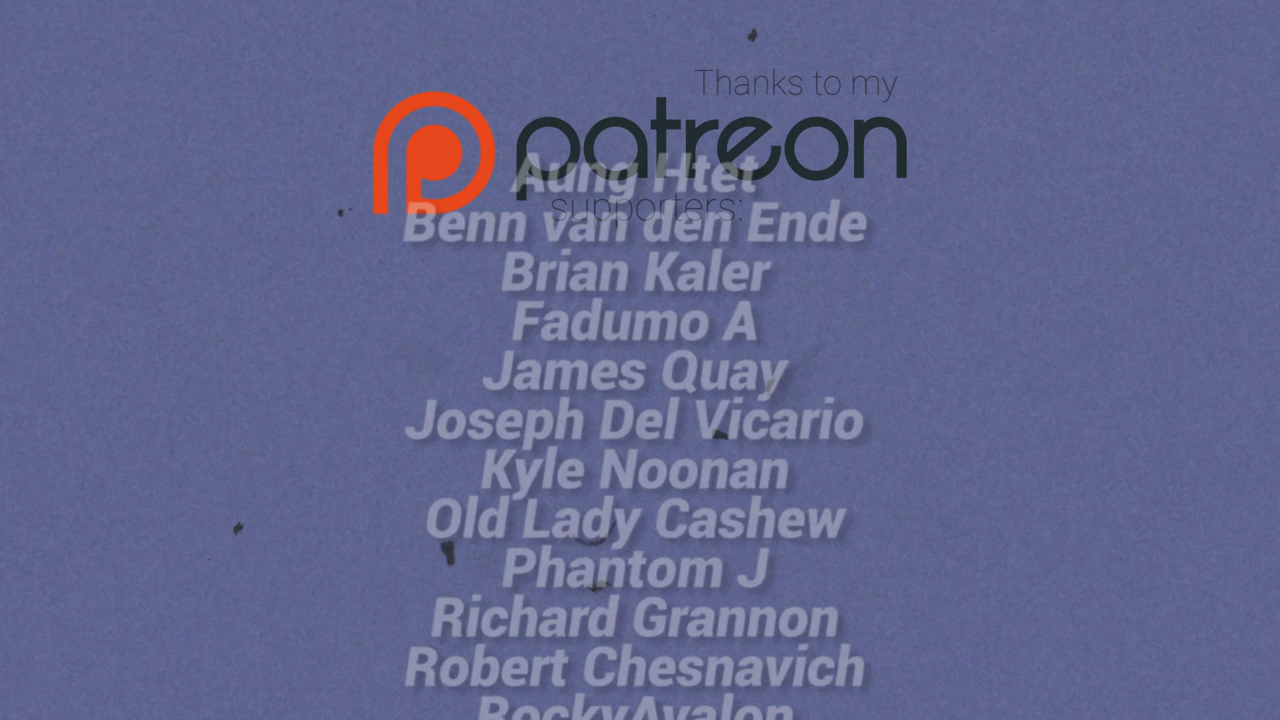 Thanks to my
patreon
Aung Htet
supporters:
Benn van den Ende
Brian Kaler
Fadumo A
James Quay
Joseph Del Vicario
Kyle Noonan
Old Lady Cashew
Phantom J
Richard Grannon
Robert Chesnavich
RockyAvalon